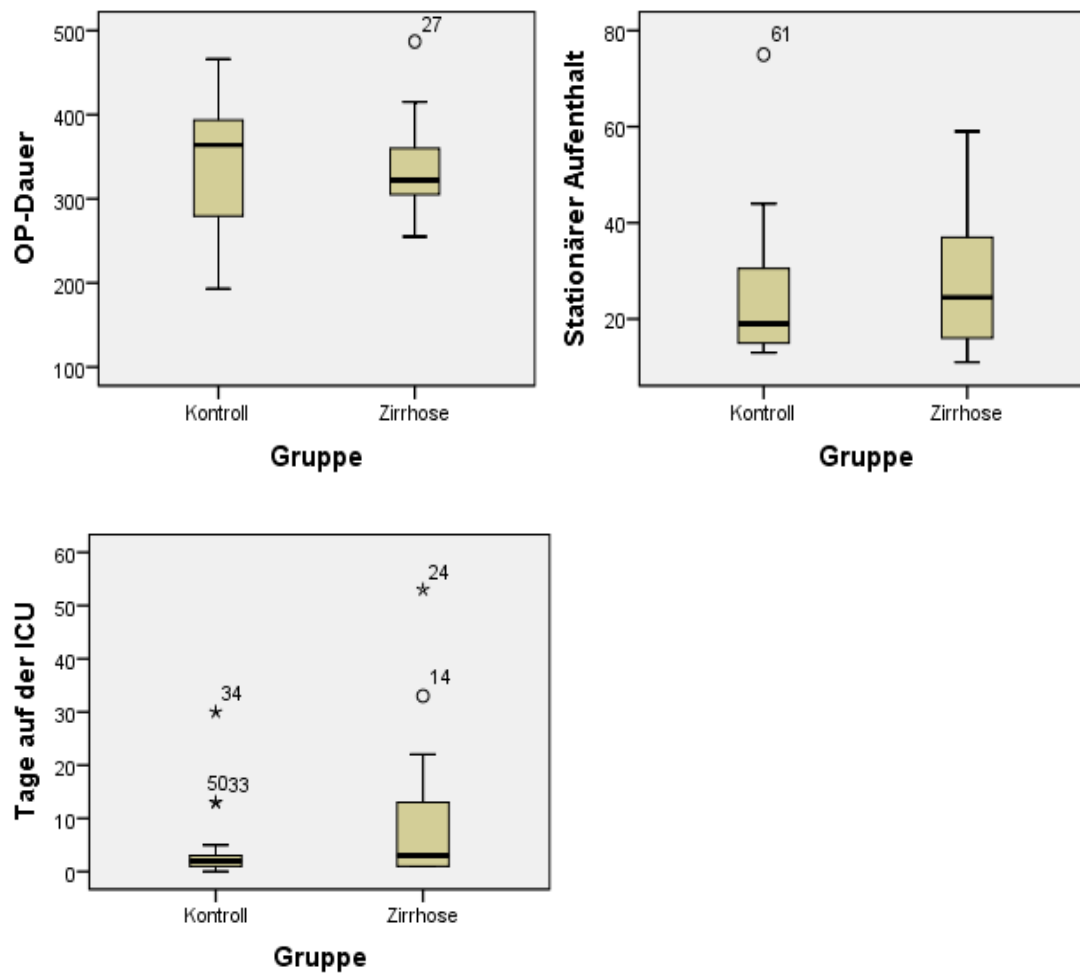 500
400
300
200
100
OP-Dauer
27
Kontroll
Zirrhose
Gruppe
80
60
40
20
Stationärer Aufenthalt
61
Kontroll
Zirrhose
Gruppe
60
50
40
30
20
10
0
Tage auf der ICU
24
14
34
5033
Kontroll
Zirrhose
Gruppe